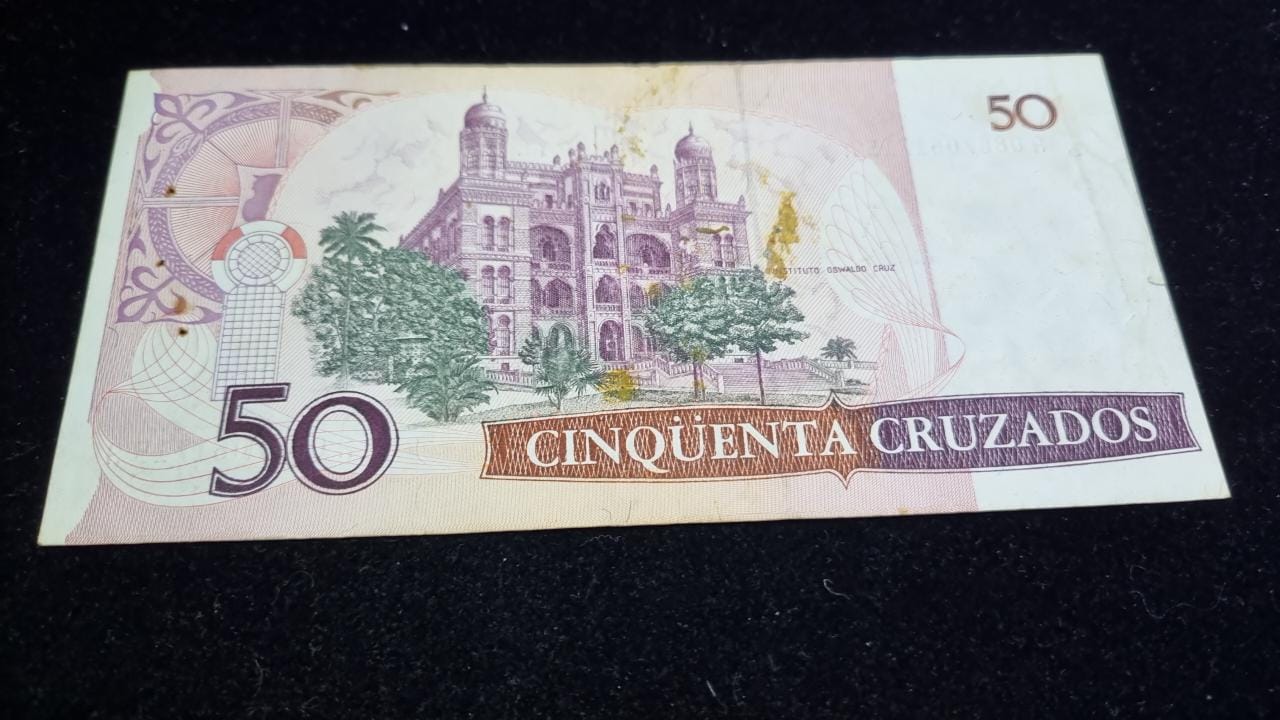 50
INSTITUTO OSWALDO CRUZ
50
CINQÜENTA CRUZADOS